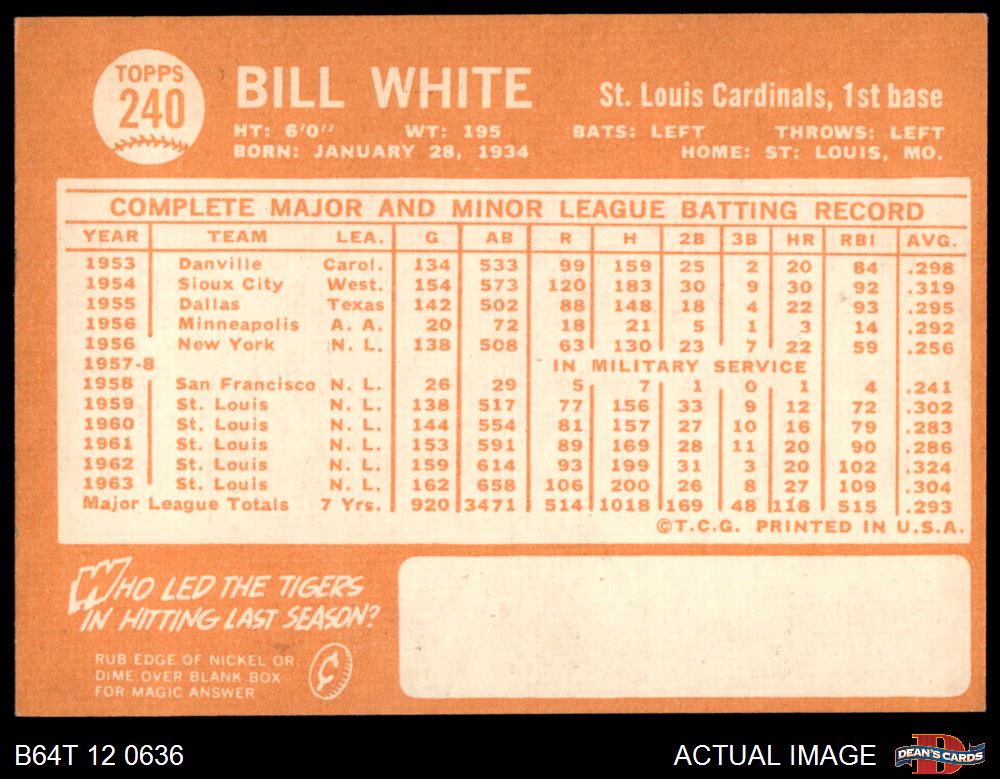 TOPPS
240
BILL WHITE
St. Louis Cardinals, 1st base
HT: 6'0" WT: 195 BATS: LEFT THROWS: LEFT
BORN: JANUARY 28, 1934 HOME: ST: LOUIS, MO.
COMPLETE MAJOR AND MINOR LEAGUE BATTING RECORD
YEAR TEAM LEA. G AB R H 2B 3B HR RBI AVG.
1953 Danville Carol. 134 533 99 159 25 2 20 84 .298
1954 Sioux City West. 154 573 120 183 30 9 30 92 .319
1955 Dallas Texas 142 502 88 148 18 4 22 93 .295
1956 Minneapolis A. A. 20 72 18 21 5 1 3 14 .292
1956 New York N. L. 138 508 63 130 23 7 22 59 .256
1957-8 IN MILITARY SERVICE
1958 San Francisco N. L. 26 29 5 7 1 0 1 4 .241
1959 St. Louis N. L. 138 517 77 156 33 9 12 72 .302
1960 St. Louis N. L. 144 554 81 157 27 10 16 79 .283
1961 St. Louis N. L. 153 591 89 169 28 11 20 90 .286
1962 St. Louis N. L. 159 614 93 199 31 3 20 102 .324
1963 St. Louis N. L. 162 658 106 200 26 8 27 109 .304
Major League Totals 7 Yrs. 920 3471 514 1018 169 48 118 515 .293
©T.C.G. PRINTED IN U.S.A.
WHO LED THE TIGERS
IN HITTING LAST SEASON?
RUB EDGE OF NICKEL OR
DIME OVER BLANK BOX
FOR MAGIC ANSWER
B64T 12 0636 ACTUAL IMAGE
D
DEAN'S CARDS